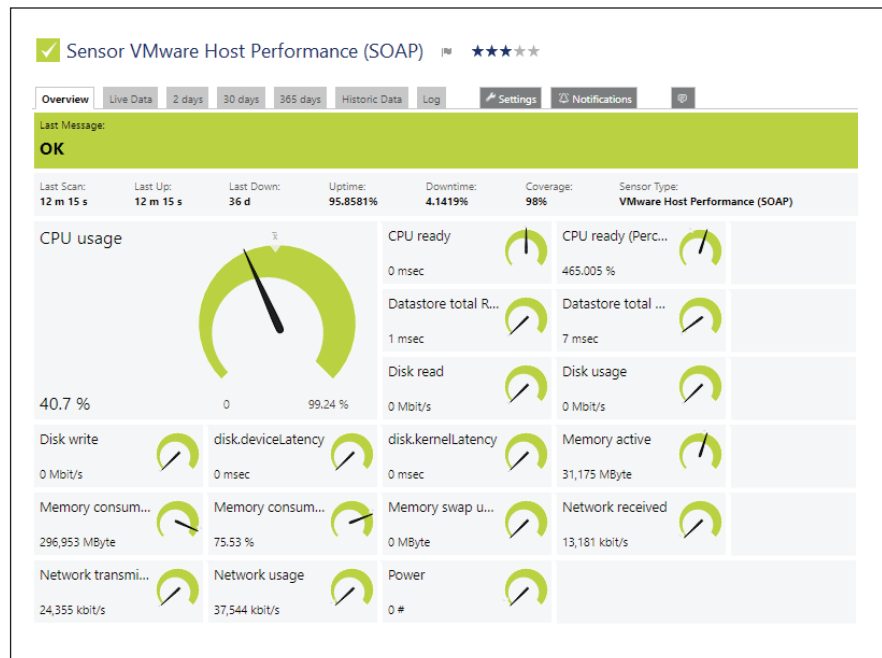 Sensor VMware Host Performance (SOAP)
Overview Live Data 2 days 30 days 365 days Historic Data Log Settings Notifications
Last Message:
OK
Last Scan: Last Up: Last Down: Uptime: Downtime: Coverage: Sensor Type:
12 m 15 s 12 m 15 s 36 d 95.8581% 4.1419% 98% VMware Host Performance (SOAP)
CPU usage
x̄
40.7 %
0 99.24 %
CPU ready
0 msec
CPU ready (Perc...
465.005 %
Datastore total R...
1 msec
Datastore total ...
7 msec
Disk read
0 Mbit/s
Disk usage
0 Mbit/s
Disk write
0 Mbit/s
disk.deviceLatency
0 msec
disk.kernelLatency
0 msec
Memory active
31,175 MByte
Memory consum...
296,953 MByte
Memory consum...
75.53 %
Memory swap u...
0 MByte
Network received
13,181 kbit/s
Network transmi...
24,355 kbit/s
Network usage
37,544 kbit/s
Power
0 #